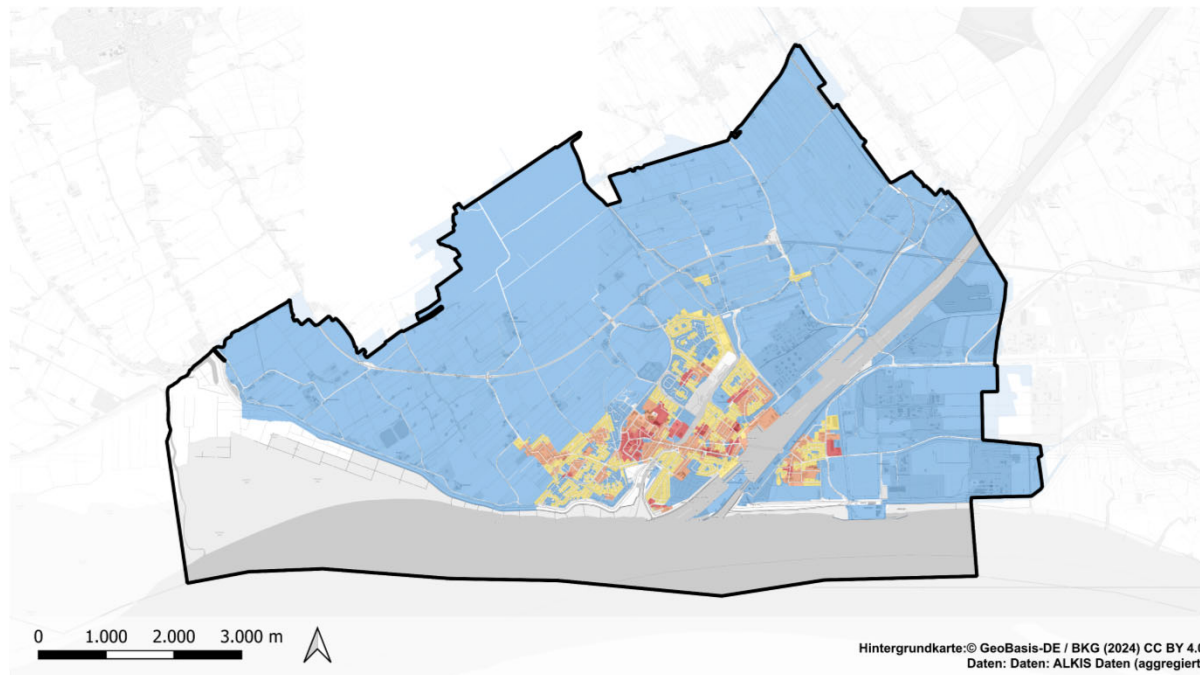 0 1.000 2.000 3.000 m
Hintergrundkarte:© GeoBasis-DE / BKG (2024) CC BY 4.0
Daten: Daten: ALKIS Daten (aggregiert